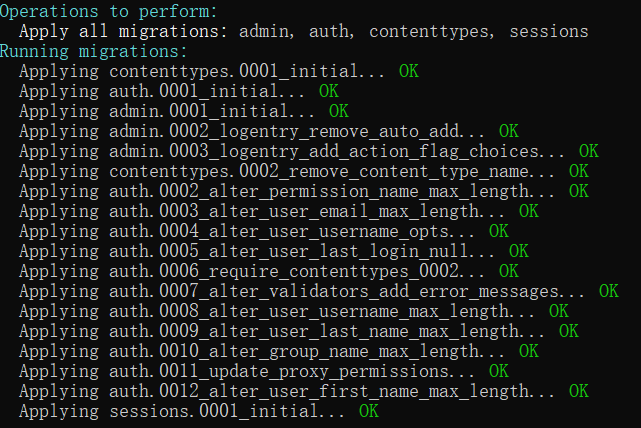 Operations to perform:
Apply all migrations: admin, auth, contenttypes, sessions
Running migrations:
Applying contenttypes.0001_initial... OK
Applying auth.0001_initial... OK
Applying admin.0001_initial... OK
Applying admin.0002_logentry_remove_auto_add... OK
Applying admin.0003_logentry_add_action_flag_choices... OK
Applying contenttypes.0002_remove_content_type_name... OK
Applying auth.0002_alter_permission_name_max_length... OK
Applying auth.0003_alter_user_email_max_length... OK
Applying auth.0004_alter_user_username_opts... OK
Applying auth.0005_alter_user_last_login_null... OK
Applying auth.0006_require_contenttypes_0002... OK
Applying auth.0007_alter_validators_add_error_messages... OK
Applying auth.0008_alter_user_username_max_length... OK
Applying auth.0009_alter_user_last_name_max_length... OK
Applying auth.0010_alter_group_name_max_length... OK
Applying auth.0011_update_proxy_permissions... OK
Applying auth.0012_alter_user_first_name_max_length... OK
Applying sessions.0001_initial... OK